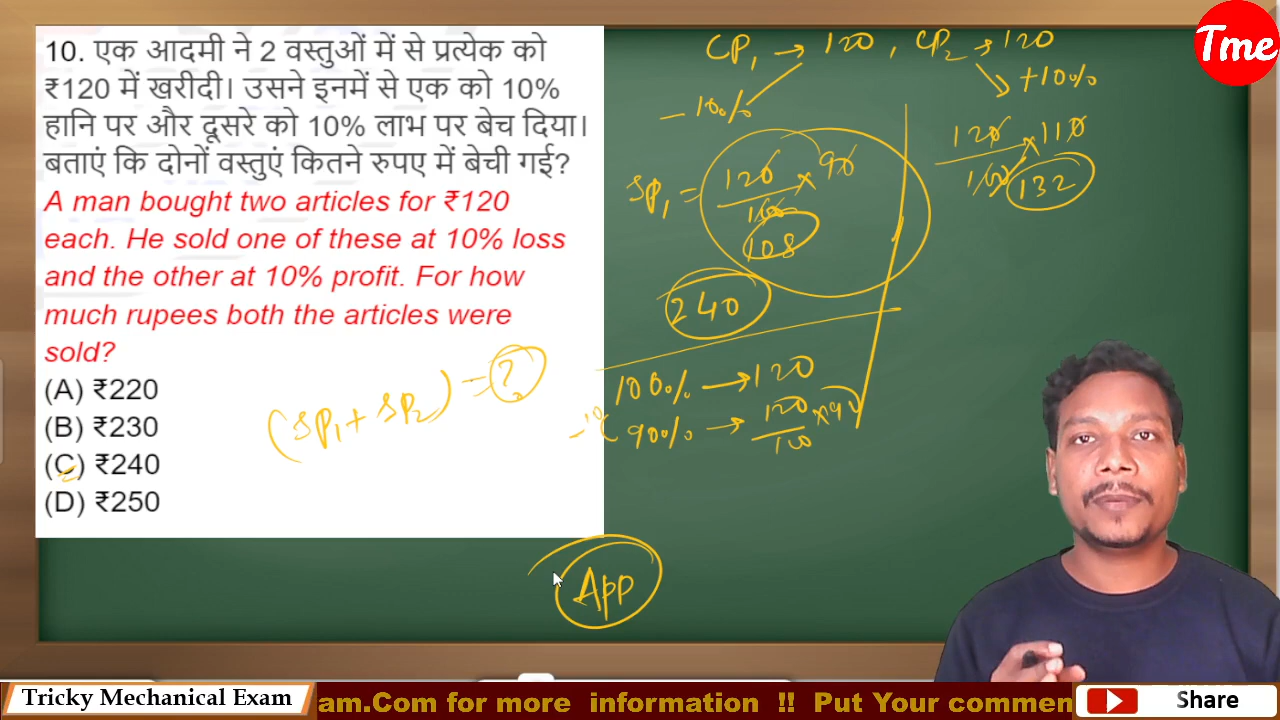 10. एक आदमी ने 2 वस्तुओं में से प्रत्येक को
₹120 में खरीदी। उसने इनमें से एक को 10%
हानि पर और दूसरे को 10% लाभ पर बेच दिया।
बताएं कि दोनों वस्तुएं कितने रुपए में बेची गई?
A man bought two articles for ₹120
each. He sold one of these at 10% loss
and the other at 10% profit. For how
much rupees both the articles were
sold?
(A) ₹220
(B) ₹230
(C) ₹240
(D) ₹250
(SP1 + SP2) = ?
CP1 → 120, CP2 → 120
-10%
+10%
SP1 = 120/100 × 90
108
120/100 × 110
132
240
100% → 120
90% → 120/100 × 90
App
Tme
Tricky Mechanical Exam
am.Com for more information !! Put Your commen
Share